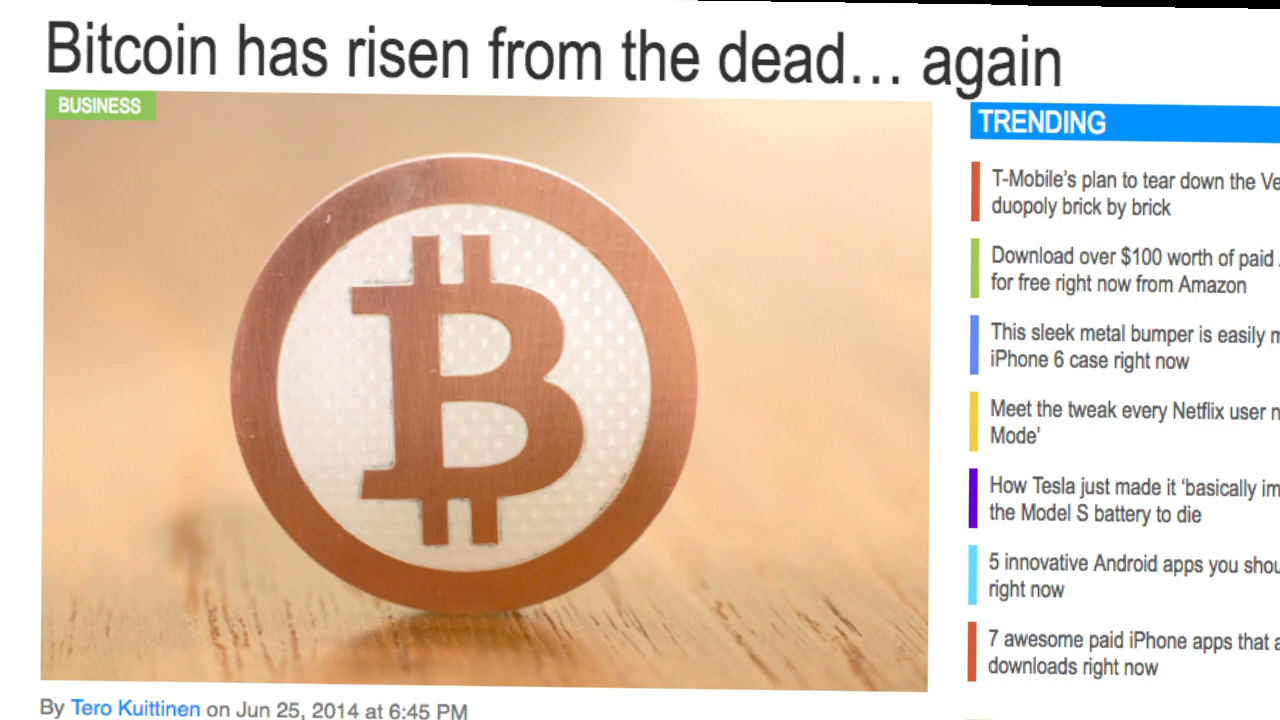 Bitcoin has risen from the dead... again
BUSINESS
TRENDING
T-Mobile's plan to tear down the
duopoly brick by brick
Download over $100 worth of paid
for free right now from Amazon
This sleek metal bumper is easily
iPhone 6 case right now
Meet the tweak every Netflix user
Mode'
How Tesla just made it 'basically
the Model S battery to die
5 innovative Android apps you
right now
7 awesome paid iPhone apps that
downloads right now
By Tero Kuittinen on Jun 25, 2014 at 6:45 PM